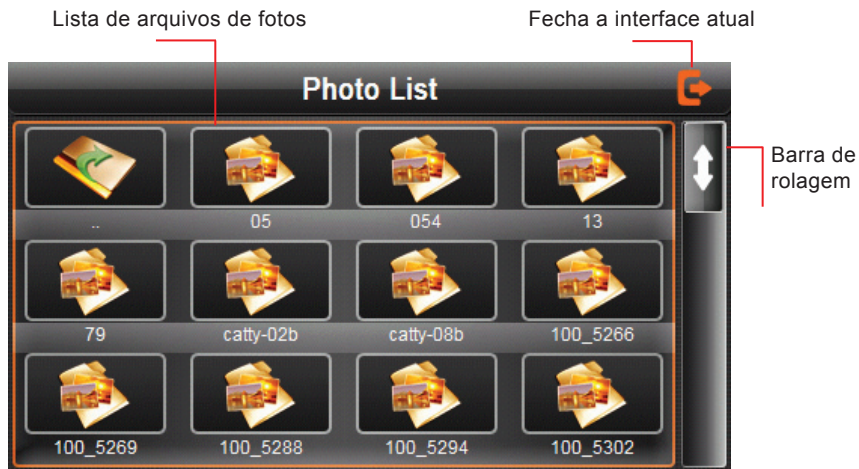 Lista de arquivos de fotos
Fecha a interface atual
Photo List
Barra de
rolagem
..
05
054
13
79
catty-02b
catty-08b
100_5266
100_5269
100_5288
100_5294
100_5302